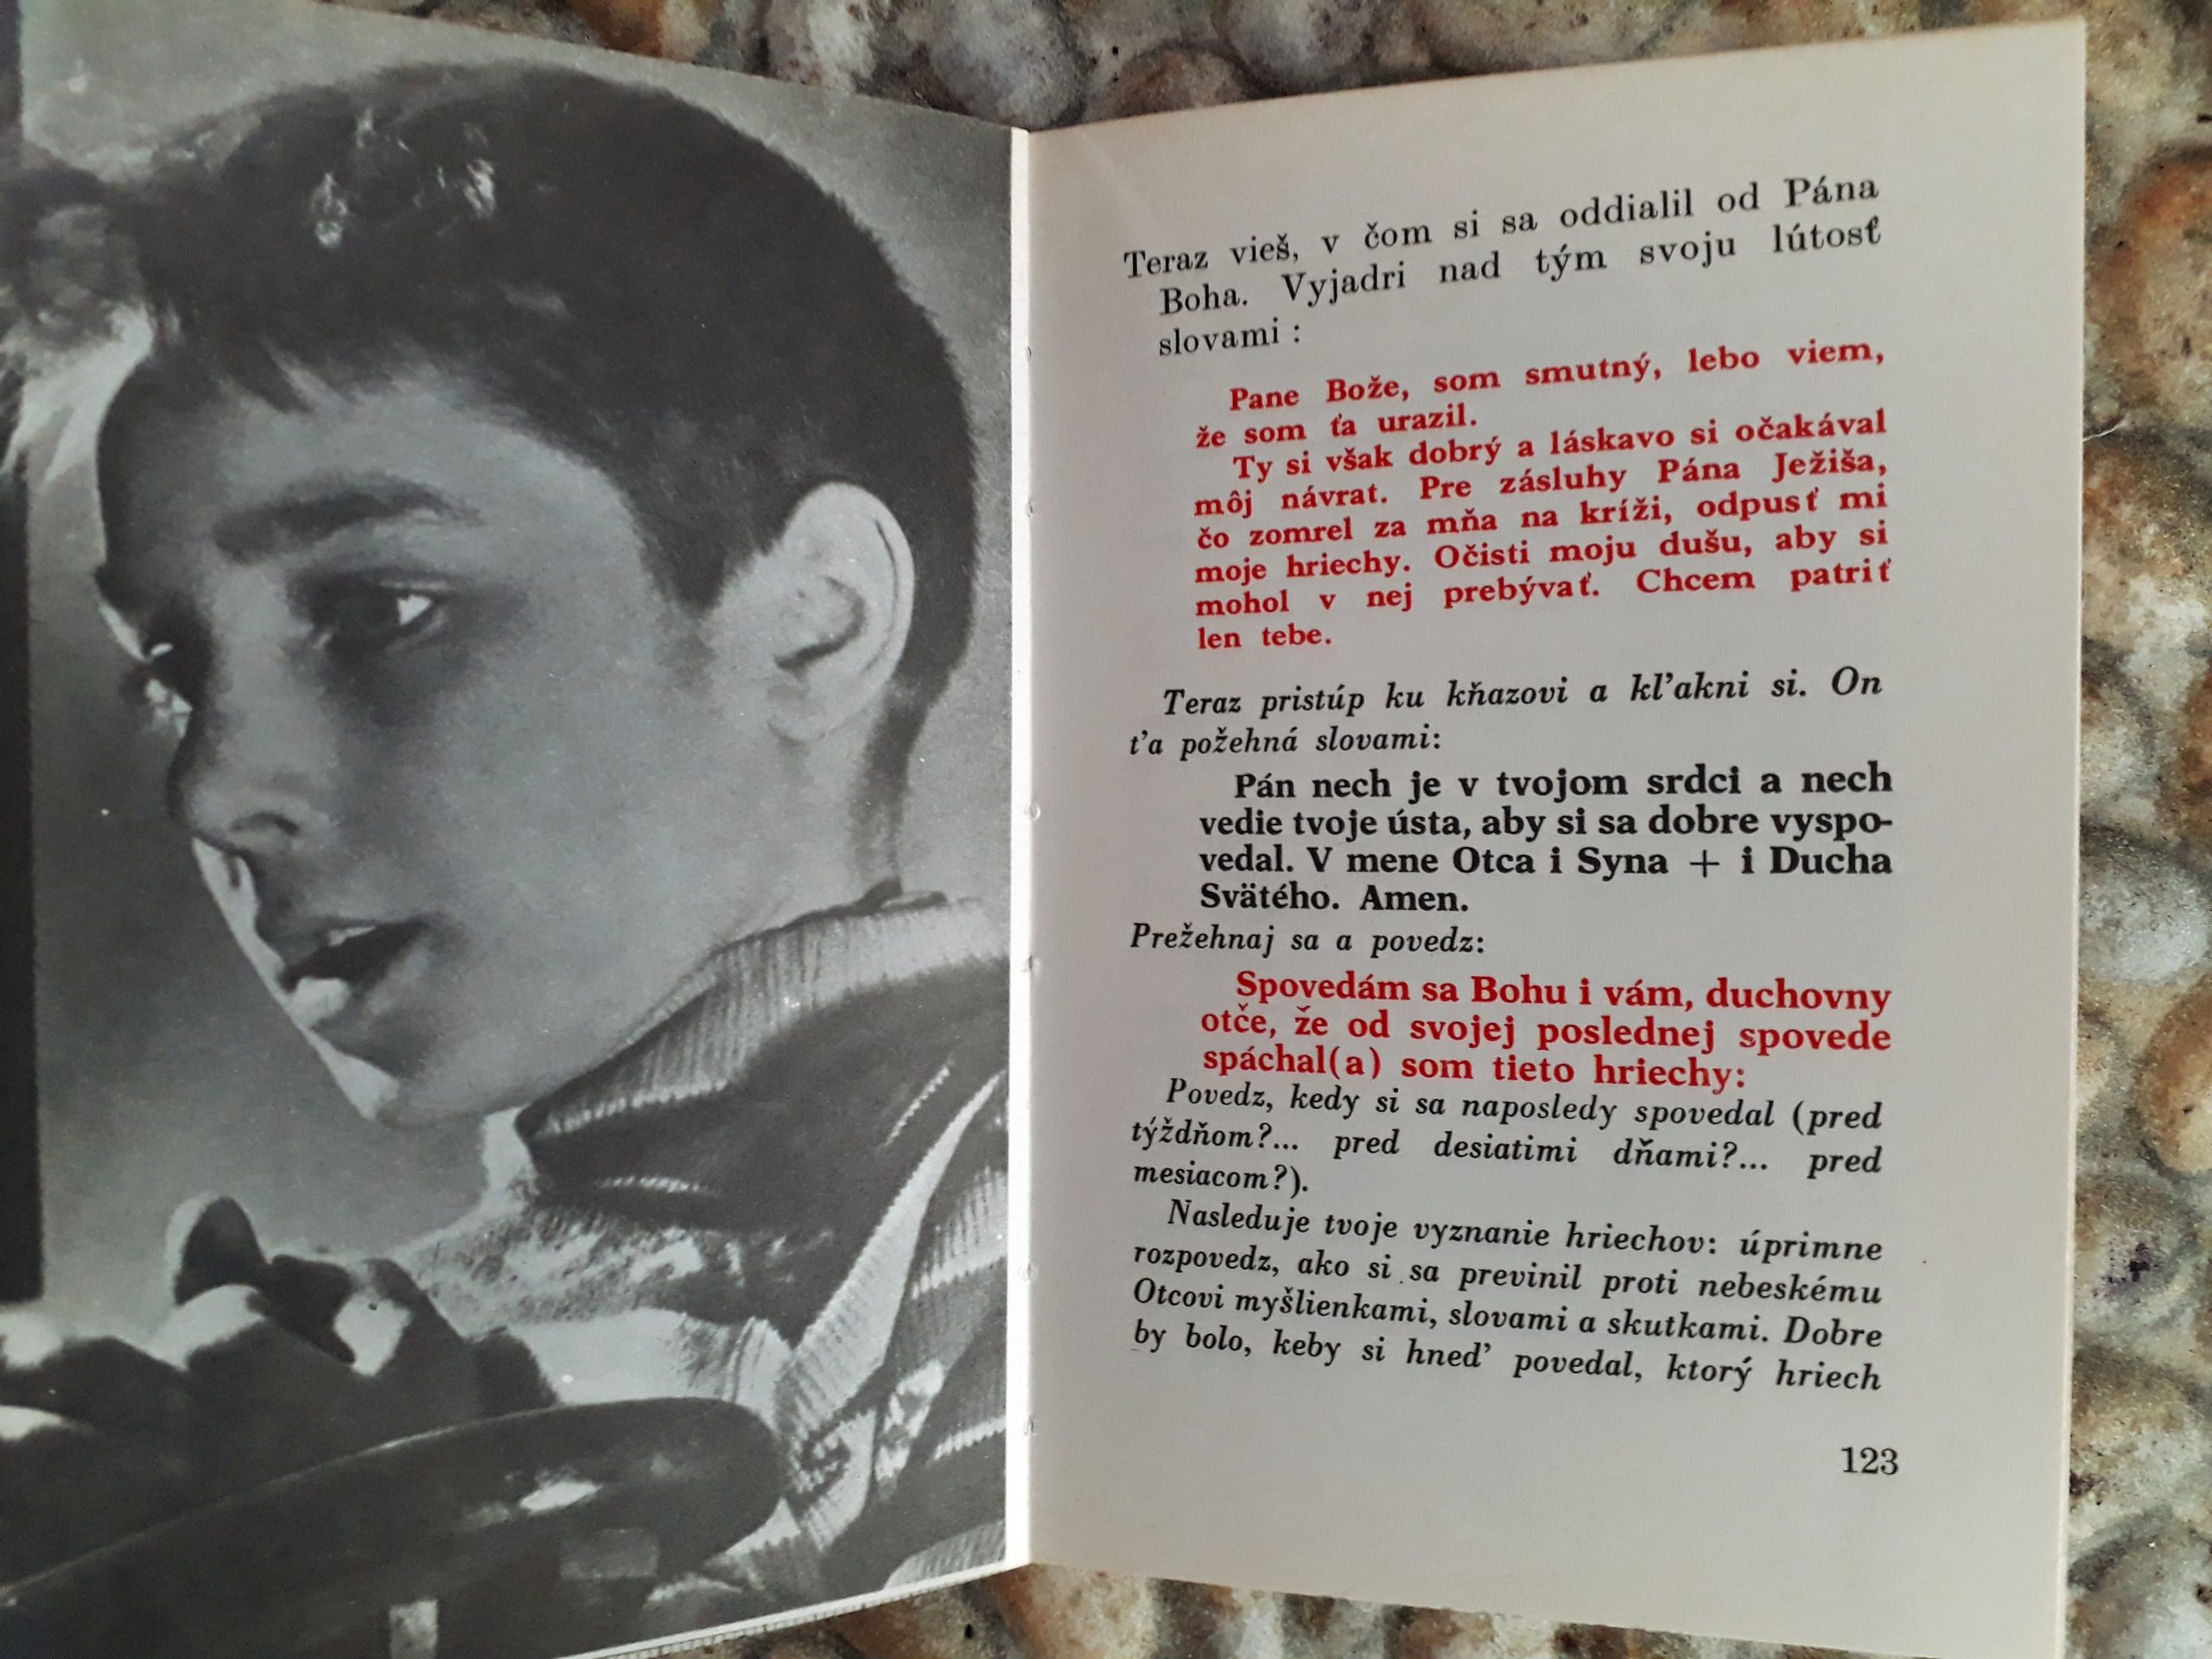 Teraz vieš, v čom si sa oddialil od Pána
Boha. Vyjadri nad tým svoju lútosť
slovami :
Pane Bože, som smutný, lebo viem,
že som ťa urazil.
Ty si však dobrý a láskavo si očakával
môj návrat. Pre zásluhy Pána Ježiša,
čo zomrel za mňa na kríži, odpusť mi
moje hriechy. Očisti moju dušu, aby si
mohol v nej prebývať. Chcem patriť
len tebe.
Teraz pristúp ku kňazovi a kľakni si. On
ťa požehná slovami:
Pán nech je v tvojom srdci a nech
vedie tvoje ústa, aby si sa dobre vyspo-
vedal. V mene Otca i Syna + i Ducha
Svätého. Amen.
Prežehnaj sa a povedz:
Spovedám sa Bohu i vám, duchovny
otče, že od svojej poslednej spovede
spáchal(a) som tieto hriechy:
Povedz, kedy si sa naposledy spovedal (pred
týždňom?... pred desiatimi dňami?... pred
mesiacom?).
Nasleduje tvoje vyznanie hriechov: úprimne
rozpovedz, ako si sa previnil proti nebeskému
Otcovi myšlienkami, slovami a skutkami. Dobre
by bolo, keby si hneď povedal, ktorý hriech
123